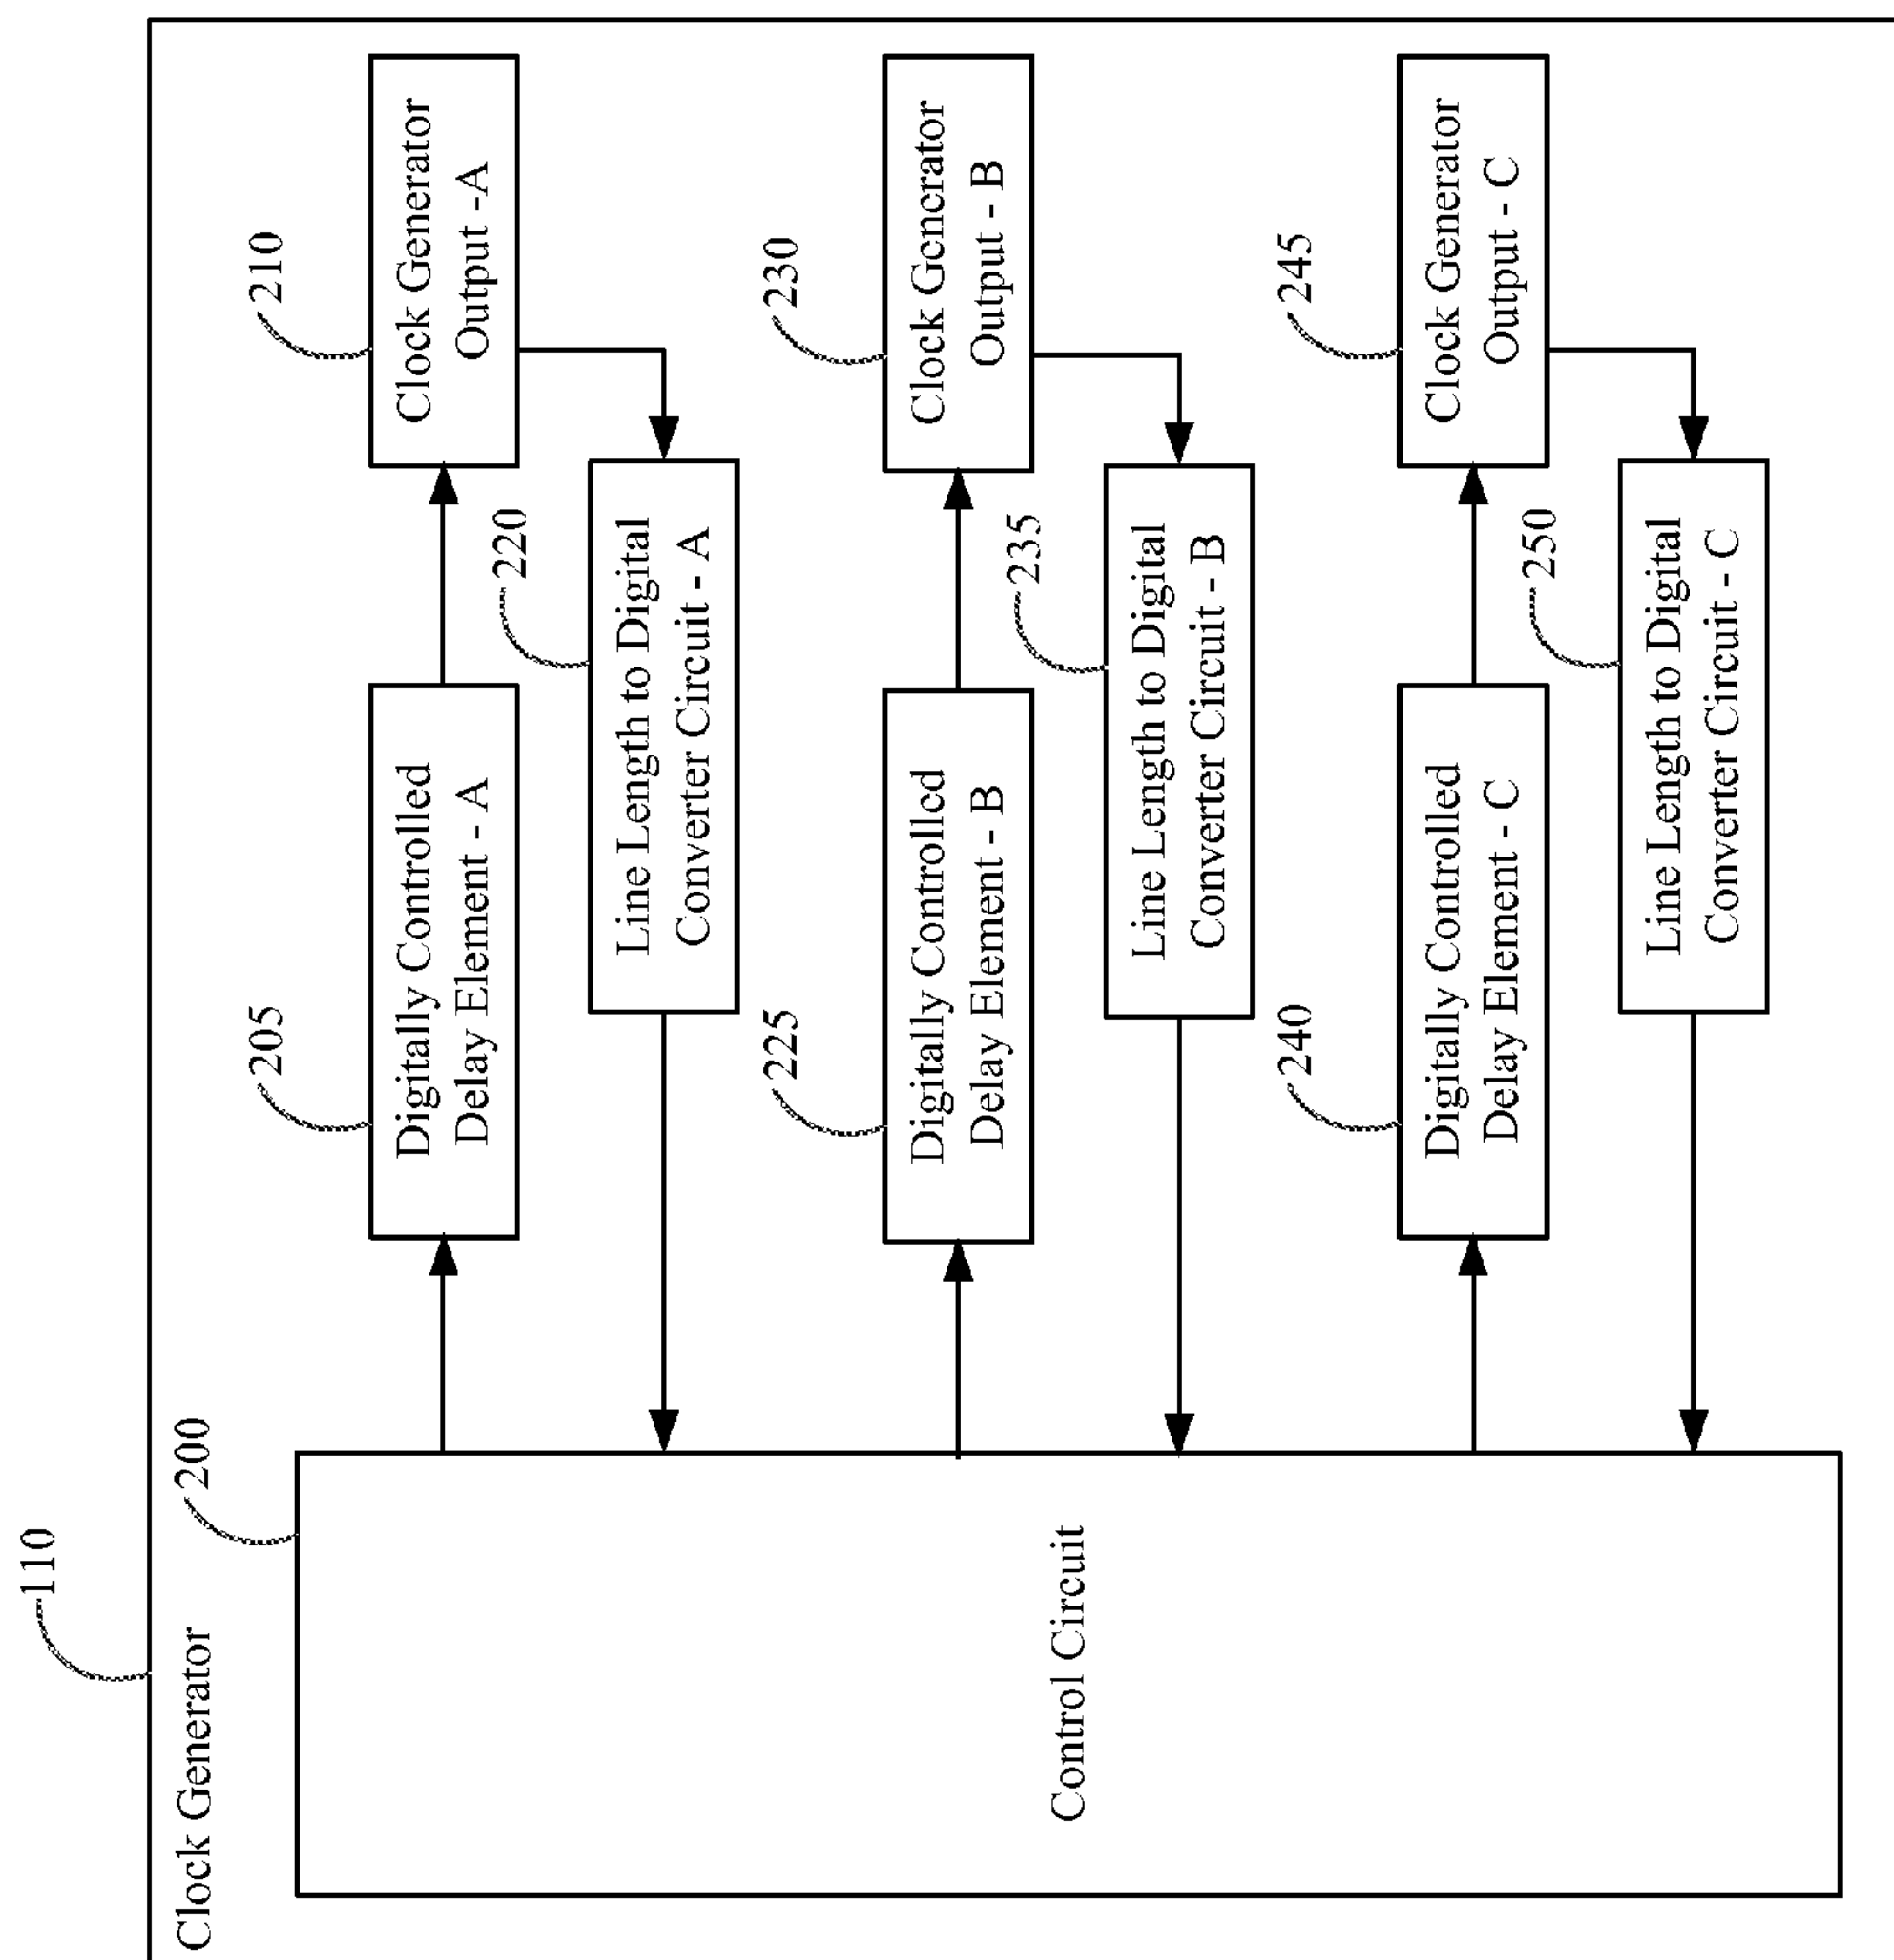 110
Clock Generator
200
Control Circuit
205
Digitally Controlled
Delay Element - A
210
Clock Generator
Output -A
220
Line Length to Digital
Converter Circuit - A
225
Digitally Controlled
Delay Element - B
230
Clock Generator
Output - B
235
Line Length to Digital
Converter Circuit - B
240
Digitally Controlled
Delay Element - C
245
Clock Generator
Output - C
250
Line Length to Digital
Converter Circuit - C